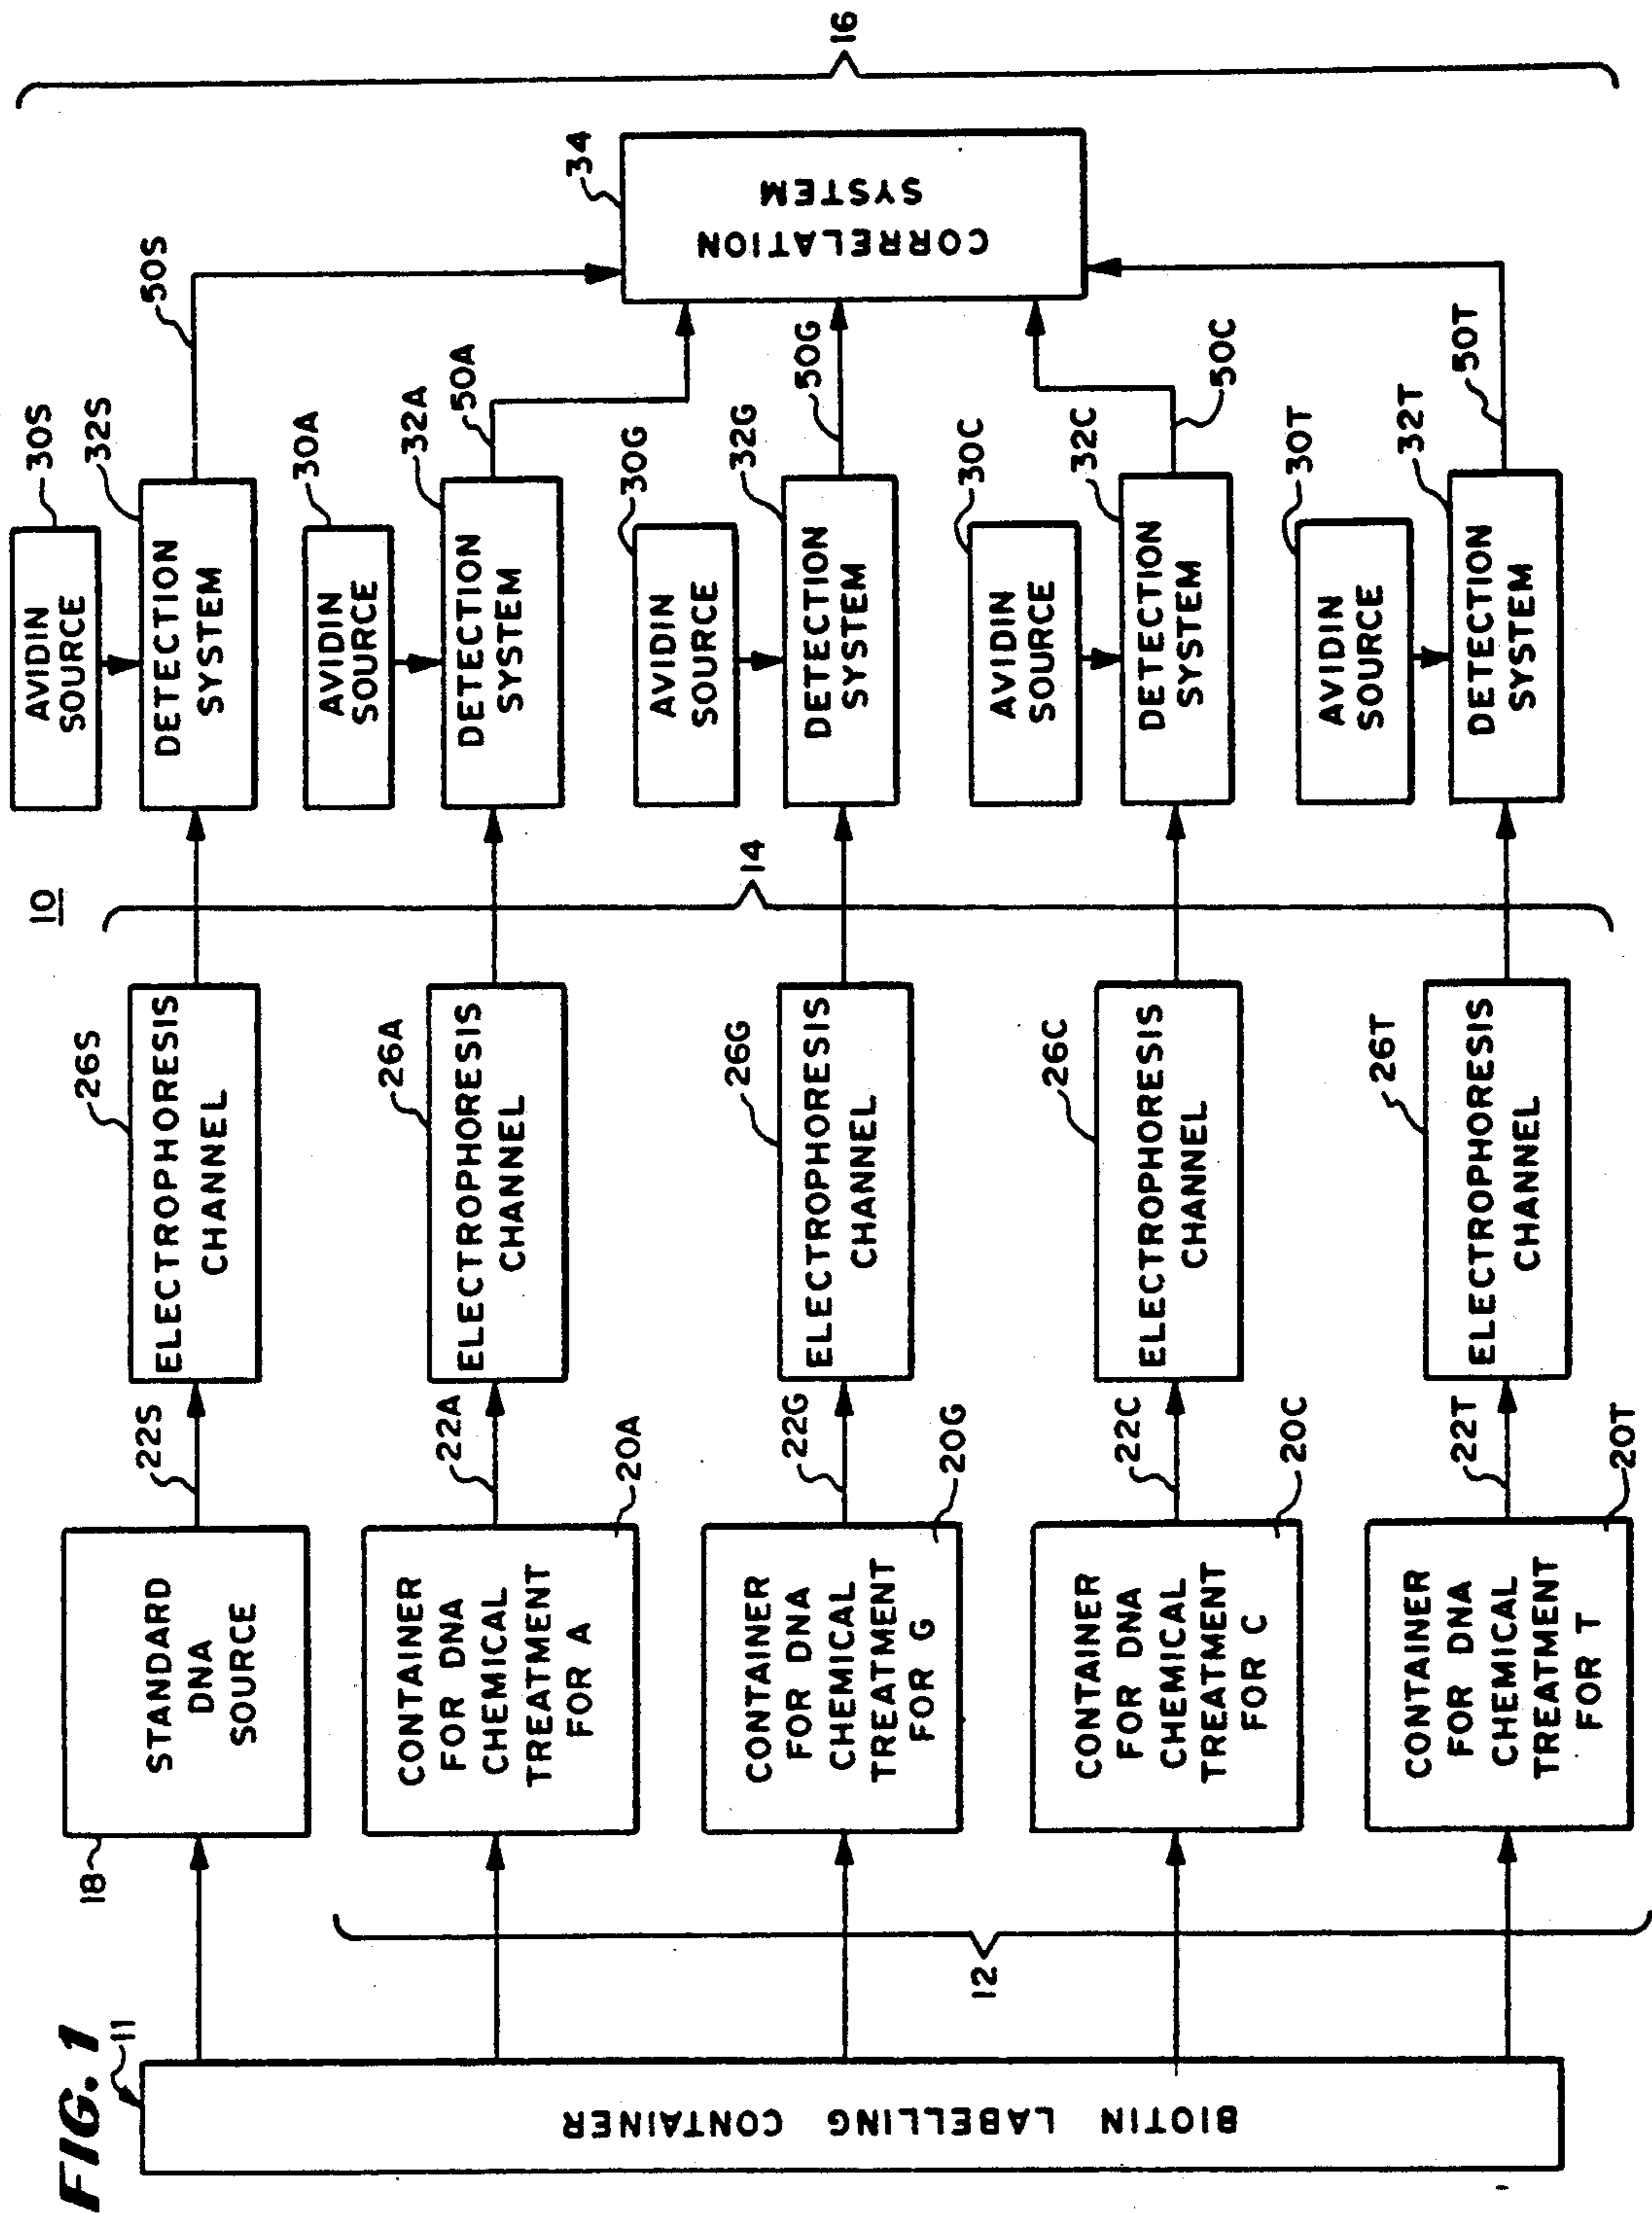 FIG. 1
10
11
BIOTIN LABELLING CONTAINER
12
14
16
18
STANDARD
DNA
SOURCE
22S
26S
ELECTROPHORESIS
CHANNEL
AVIDIN
SOURCE
30S
32S
DETECTION
SYSTEM
50S
CONTAINER
FOR DNA
CHEMICAL
TREATMENT
FOR A
20A
22A
26A
ELECTROPHORESIS
CHANNEL
AVIDIN
SOURCE
30A
32A
DETECTION
SYSTEM
50A
CONTAINER
FOR DNA
CHEMICAL
TREATMENT
FOR G
20G
22G
26G
ELECTROPHORESIS
CHANNEL
AVIDIN
SOURCE
30G
32G
DETECTION
SYSTEM
50G
CONTAINER
FOR DNA
CHEMICAL
TREATMENT
FOR C
20C
22C
26C
ELECTROPHORESIS
CHANNEL
AVIDIN
SOURCE
30C
32C
DETECTION
SYSTEM
50C
CONTAINER
FOR DNA
CHEMICAL
TREATMENT
FOR T
20T
22T
26T
ELECTROPHORESIS
CHANNEL
AVIDIN
SOURCE
30T
32T
DETECTION
SYSTEM
50T
34
CORRELATION
SYSTEM